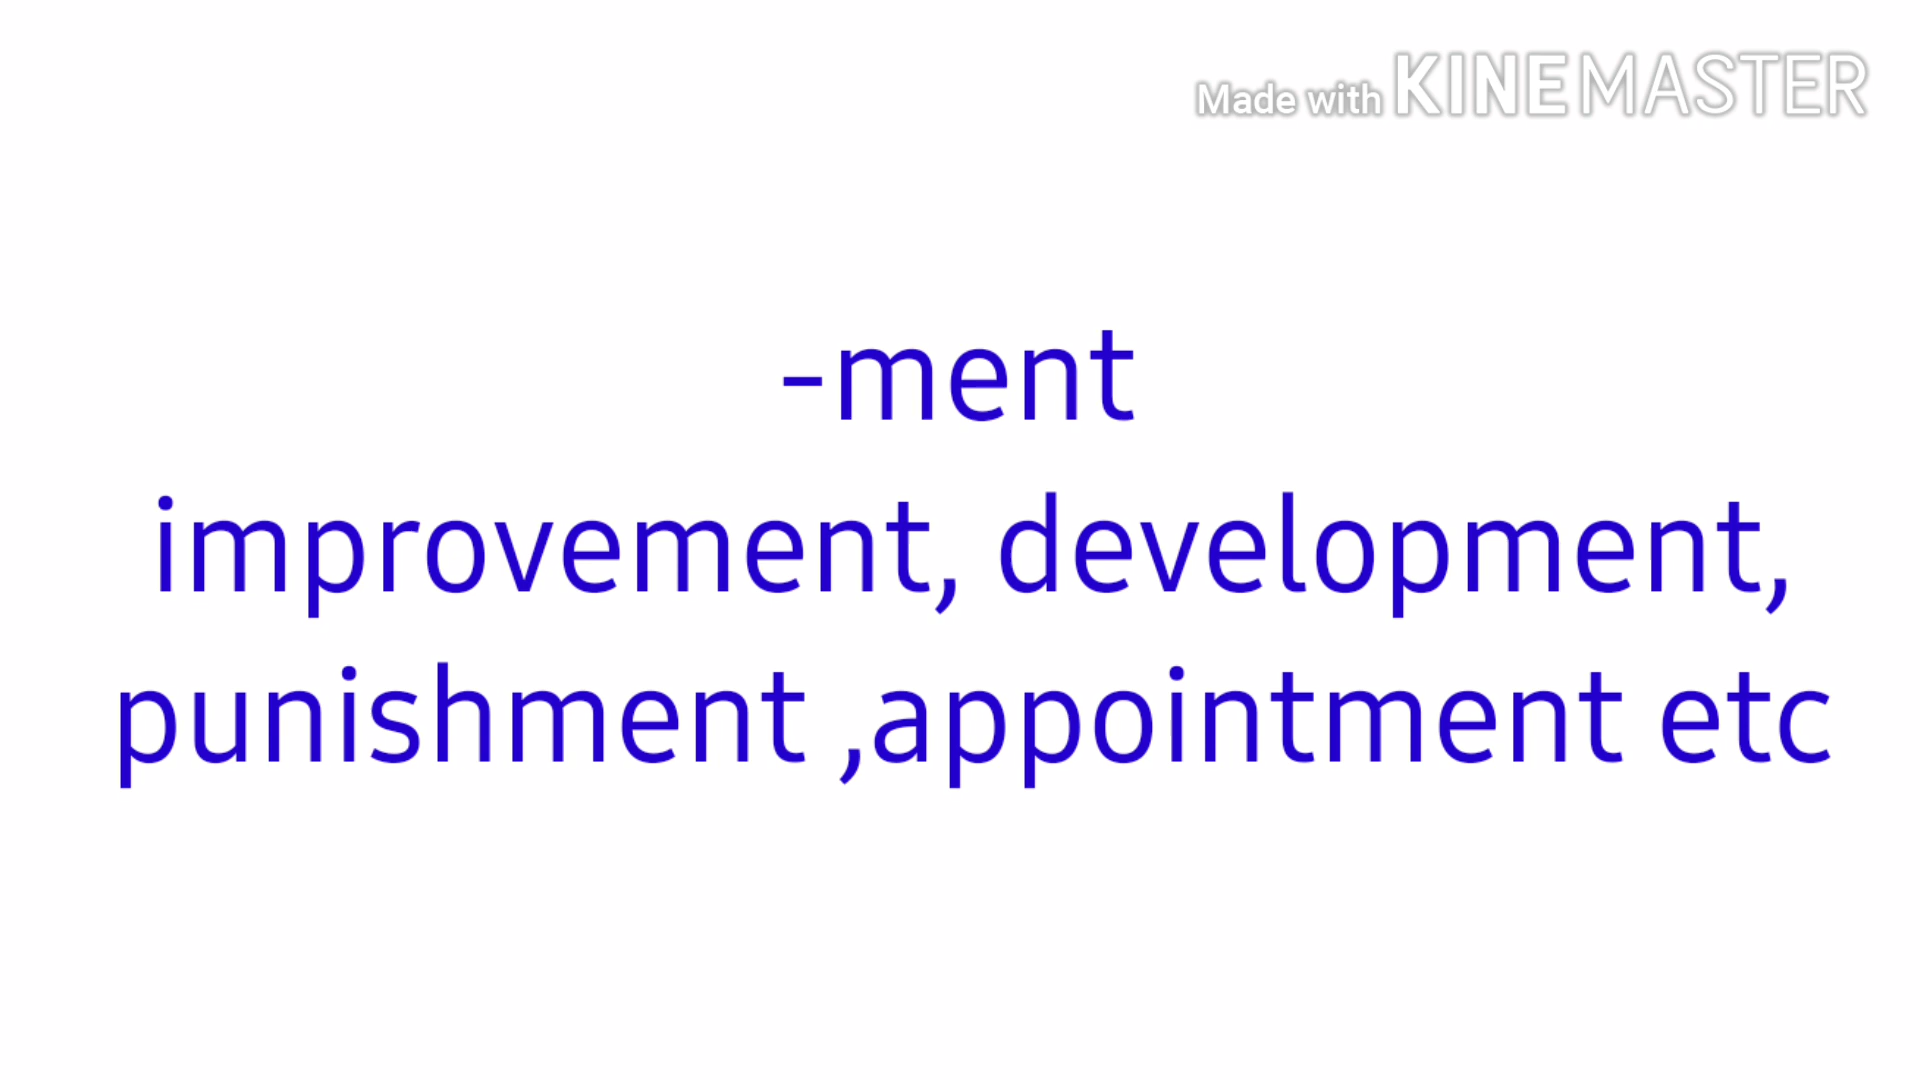 Made with KINEMASTER
-ment
improvement, development,
punishment ,appointment etc